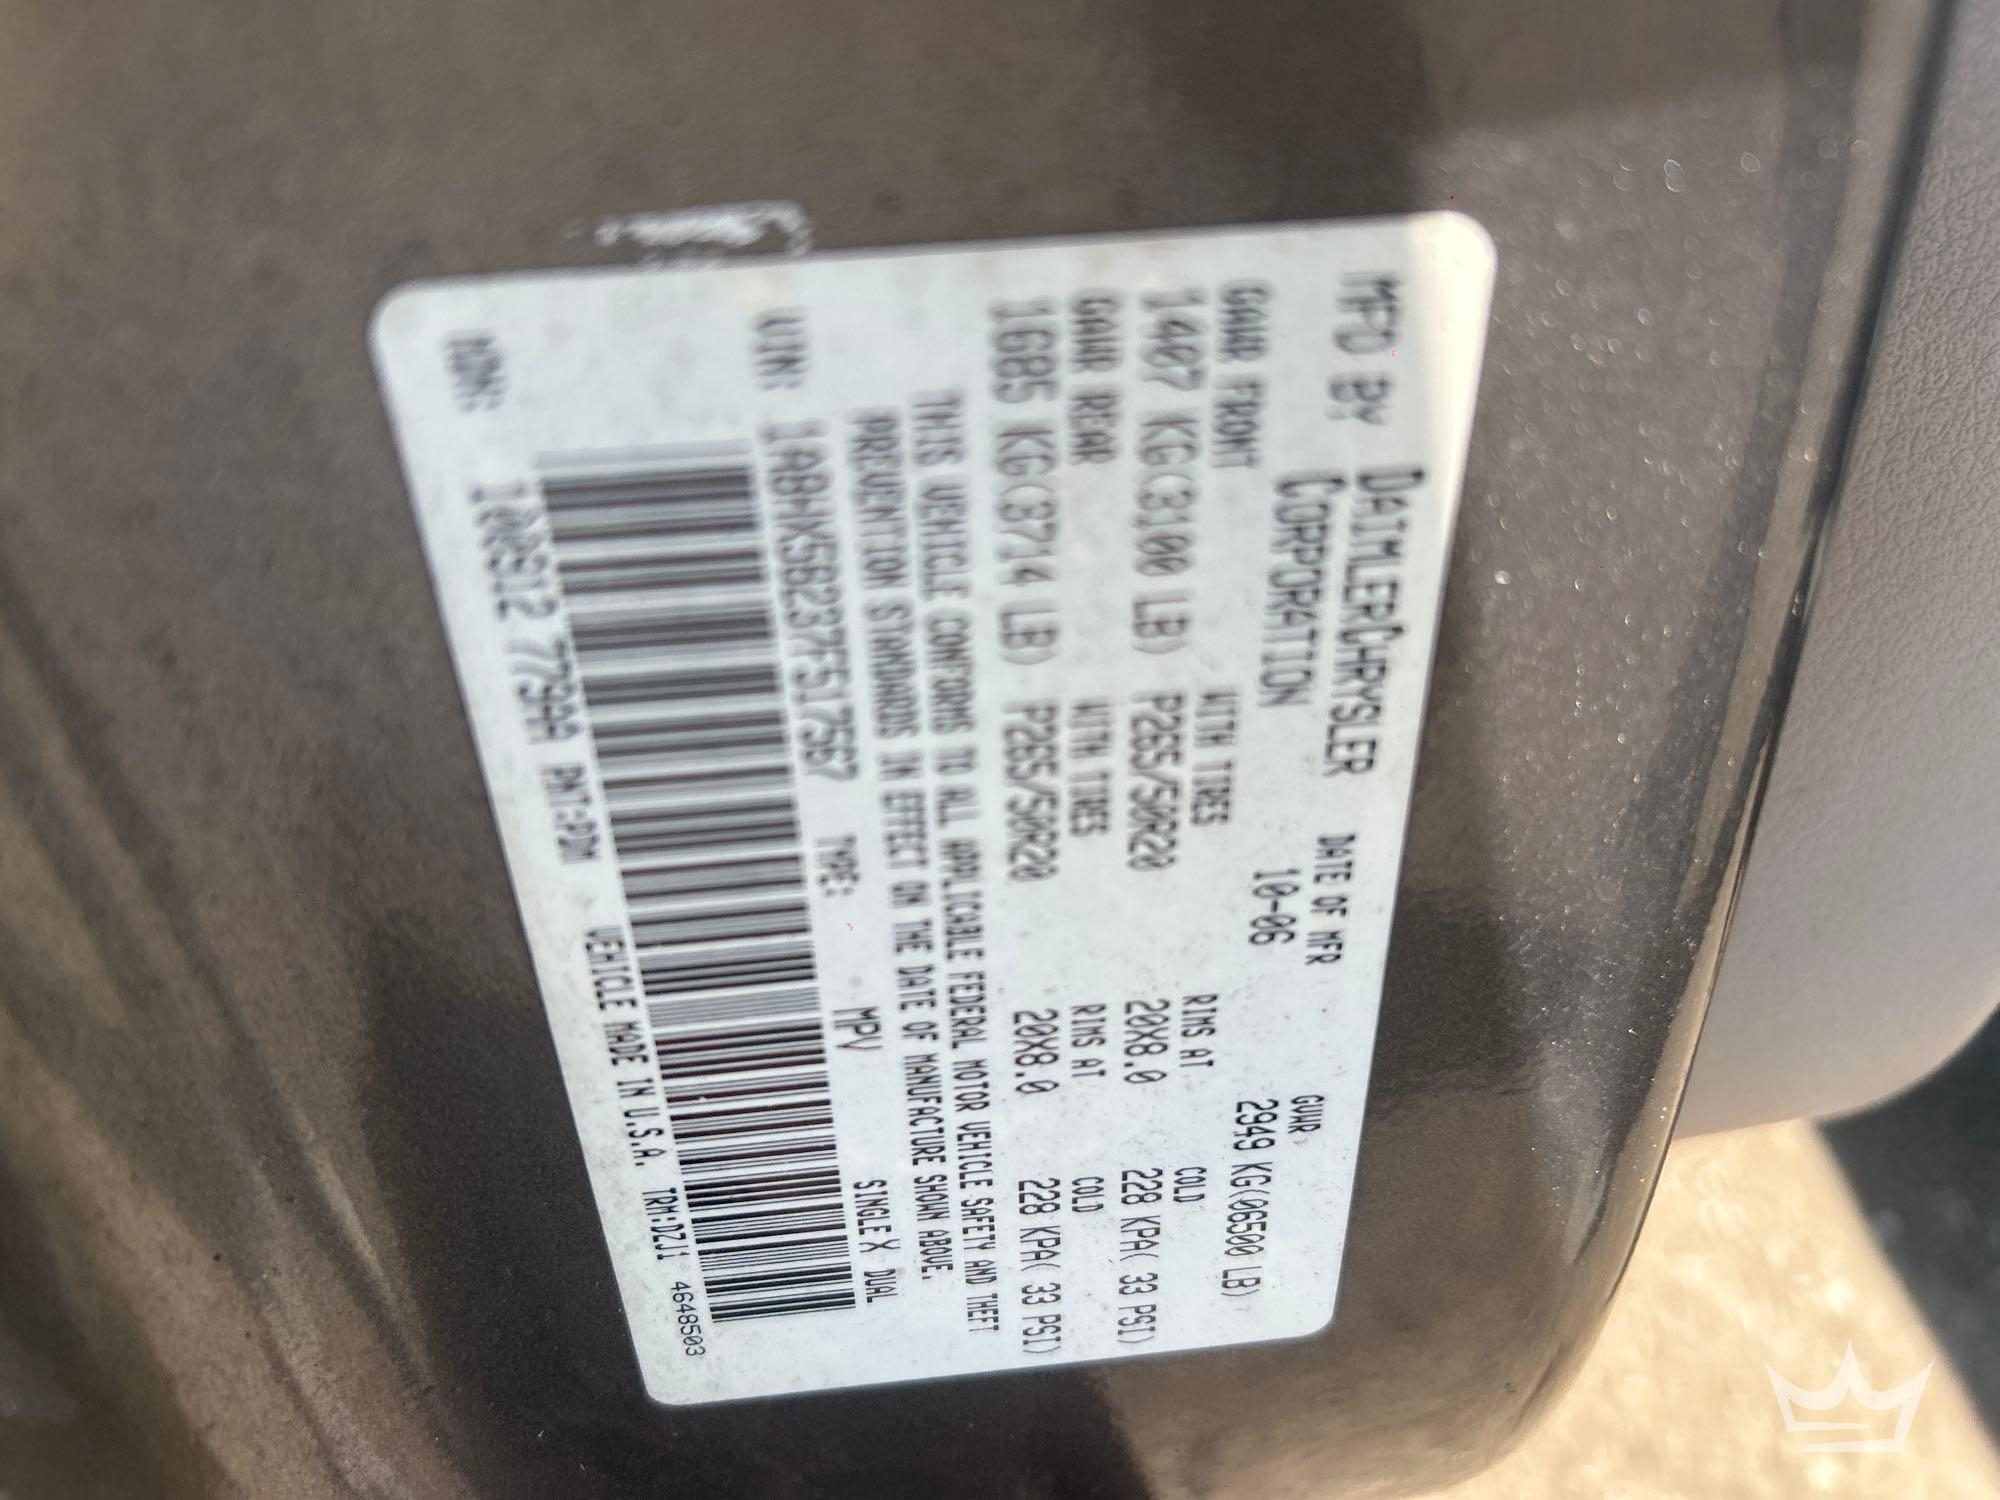 MFD BY DAIMLERCHRYSLER CORPORATION
DATE OF MFR 10-06
GVWR 2949 KG(06500 LB)
GAWR FRONT WITH TIRES RIMS AT COLD
1407 KG(3100 LB) P265/50R20 20X8.0 228 KPA( 33 PSI)
GAWR REAR WITH TIRES RIMS AT COLD
1685 KG(3714 LB) P265/50R20 20X8.0 228 KPA( 33 PSI)
THIS VEHICLE CONFORMS TO ALL APPLICABLE FEDERAL MOTOR VEHICLE SAFETY AND THEFT
PREVENTION STANDARDS IN EFFECT ON THE DATE OF MANUFACTURE SHOWN ABOVE.
VIN: 1A8HX58237F517567 TYPE: MPV SINGLE X DUAL
MDH: PNT:PDM VEHICLE MADE IN U.S.A. TRM:DZJ1 4648503